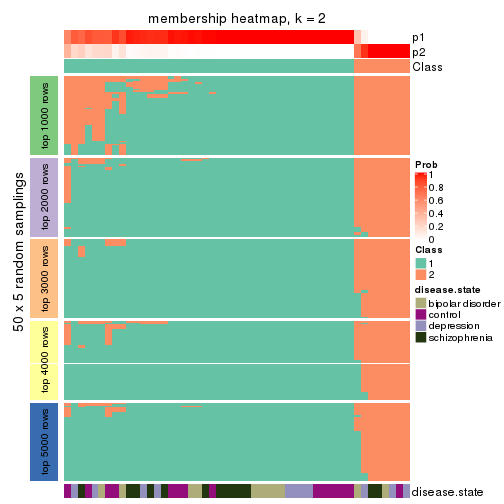 membership heatmap, k = 2
p1
p2
Class
50 x 5 random samplings
top 1000 rows
top 2000 rows
top 3000 rows
top 4000 rows
top 5000 rows
Prob
1
0.8
0.6
0.4
0.2
0
Class
1
2
disease.state
bipolar disorder
control
depression
schizophrenia
disease.state